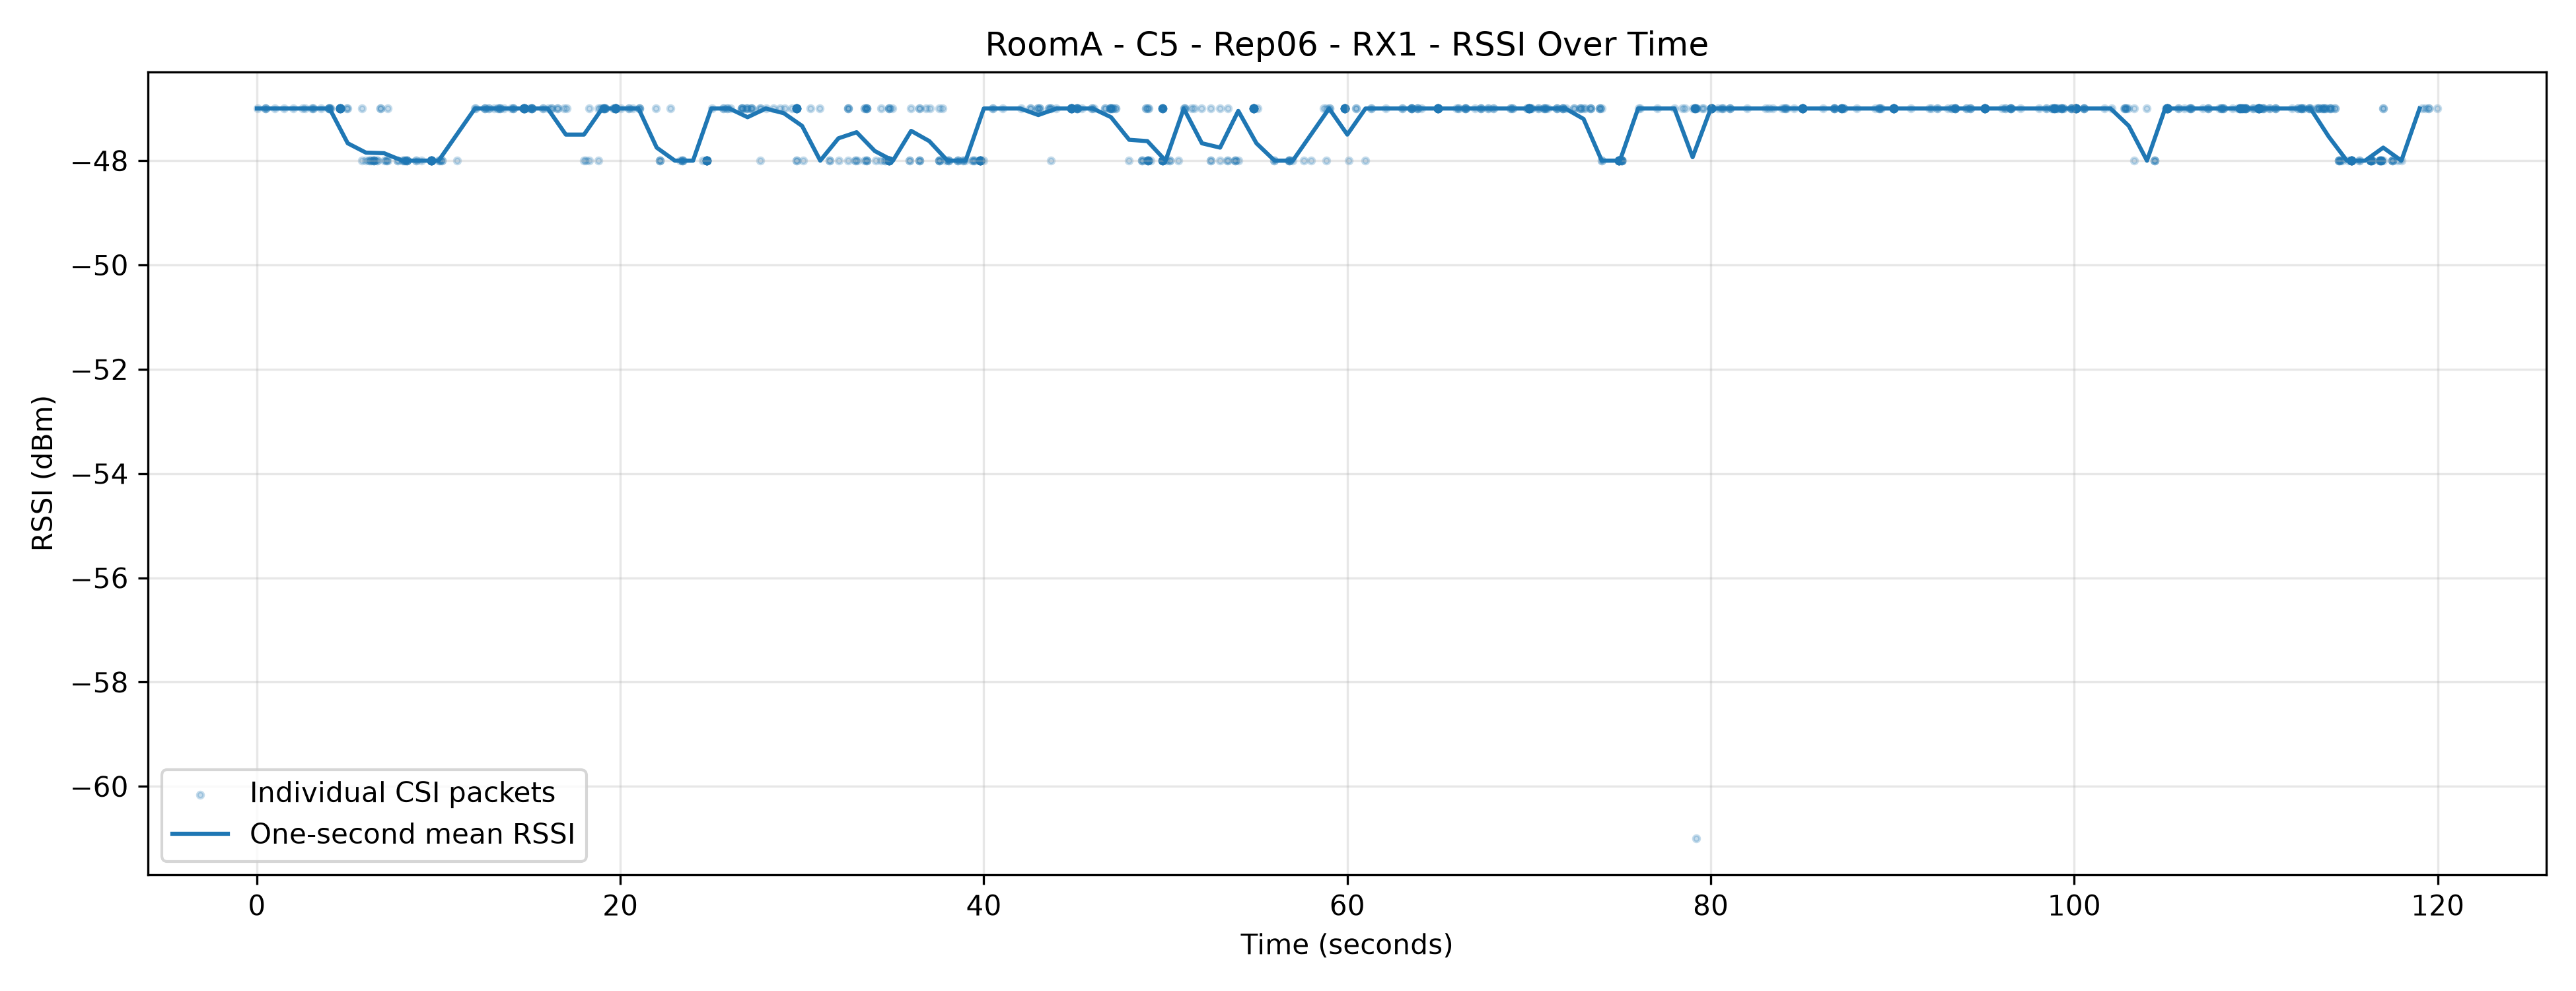 RoomA - C5 - Rep06 - RX1 - RSSI Over Time
RSSI (dBm)
−48
−50
−52
−54
−56
−58
−60
Individual CSI packets
One-second mean RSSI
0 20 40 60 80 100 120
Time (seconds)